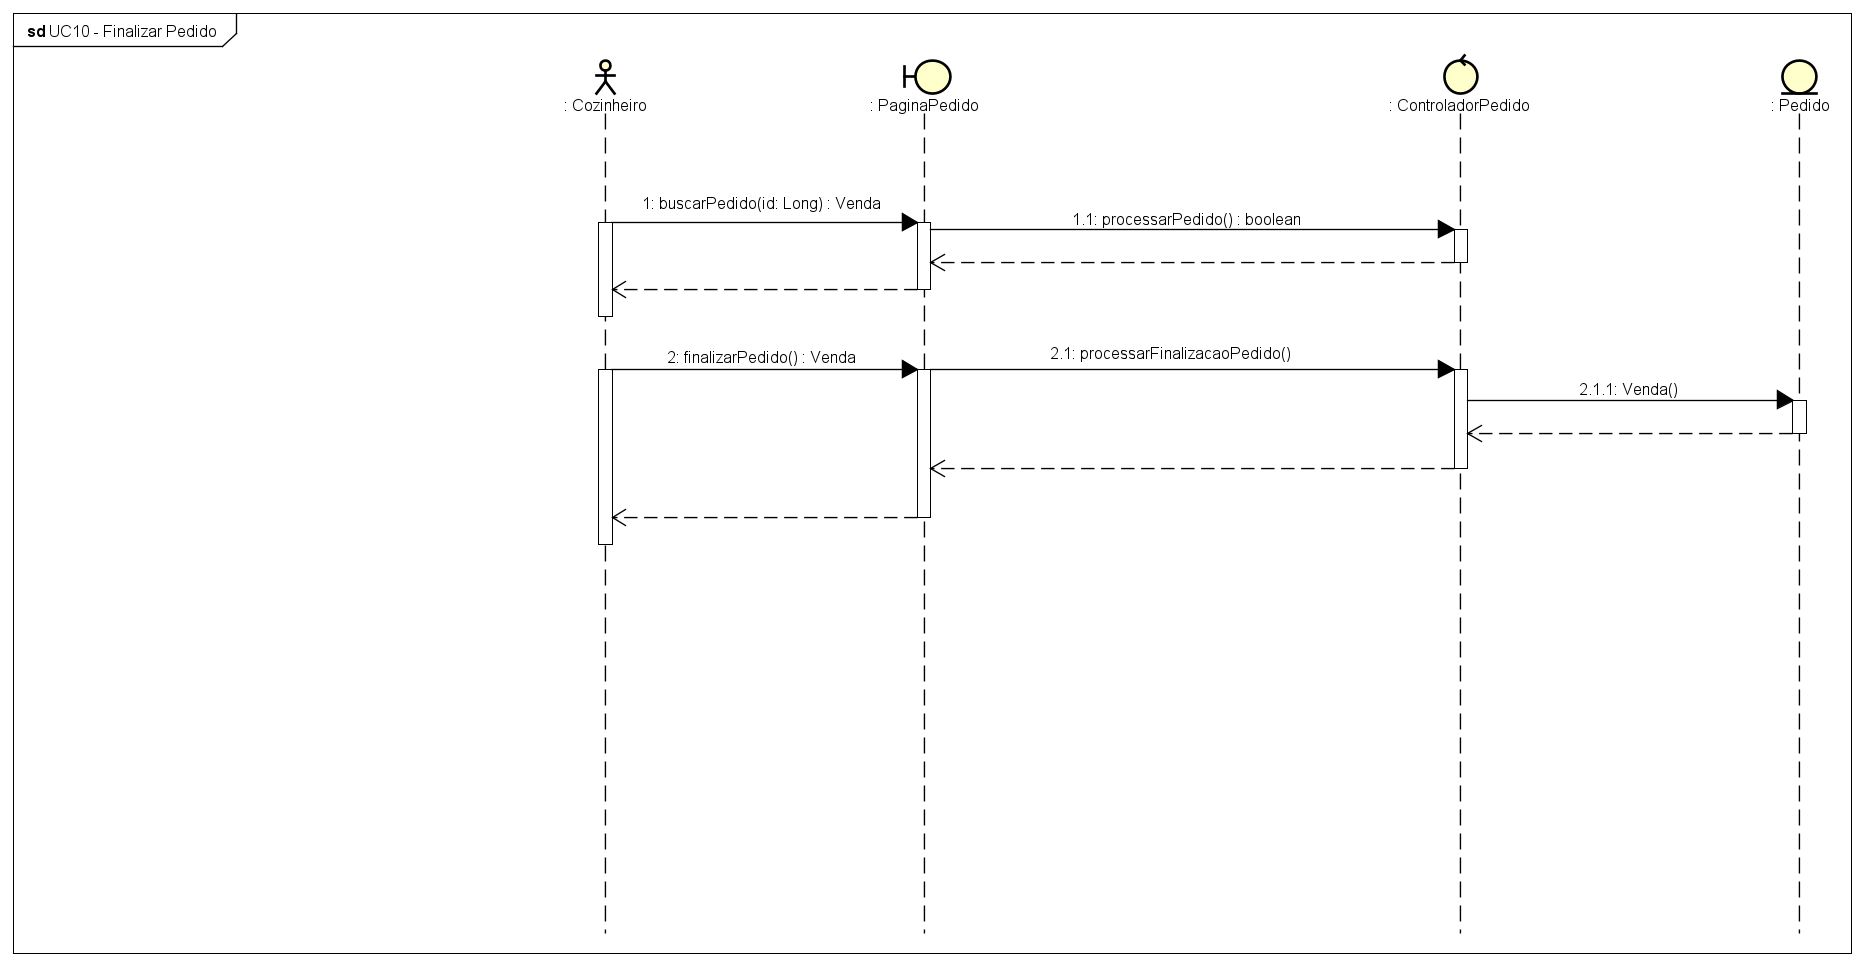 sd UC10 - Finalizar Pedido
: Cozinheiro
: PaginaPedido
: ControladorPedido
: Pedido
1: buscarPedido(id: Long) : Venda
1.1: processarPedido() : boolean
2: finalizarPedido() : Venda
2.1: processarFinalizacaoPedido()
2.1.1: Venda()